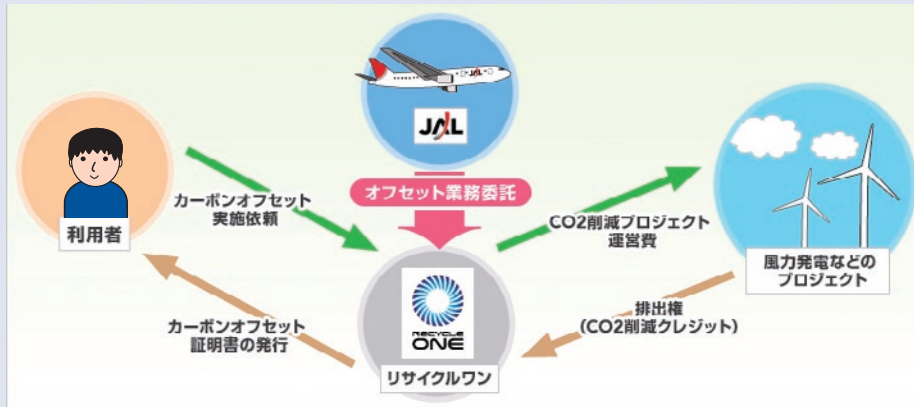 JAL
JAL
オフセット業務委託
カーボンオフセット
実施依頼
利用者
CO2削減プロジェクト
運営費
風力発電などの
プロジェクト
カーボンオフセット
証明書の発行
RECYCLE
ONE
リサイクルワン
排出権
(CO2削減クレジット)